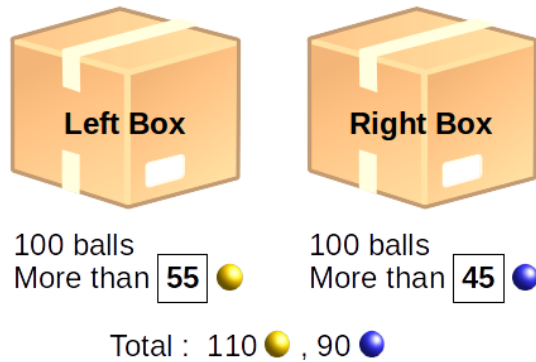 Left Box
Right Box
100 balls
More than 55
100 balls
More than 45
Total : 110 , 90